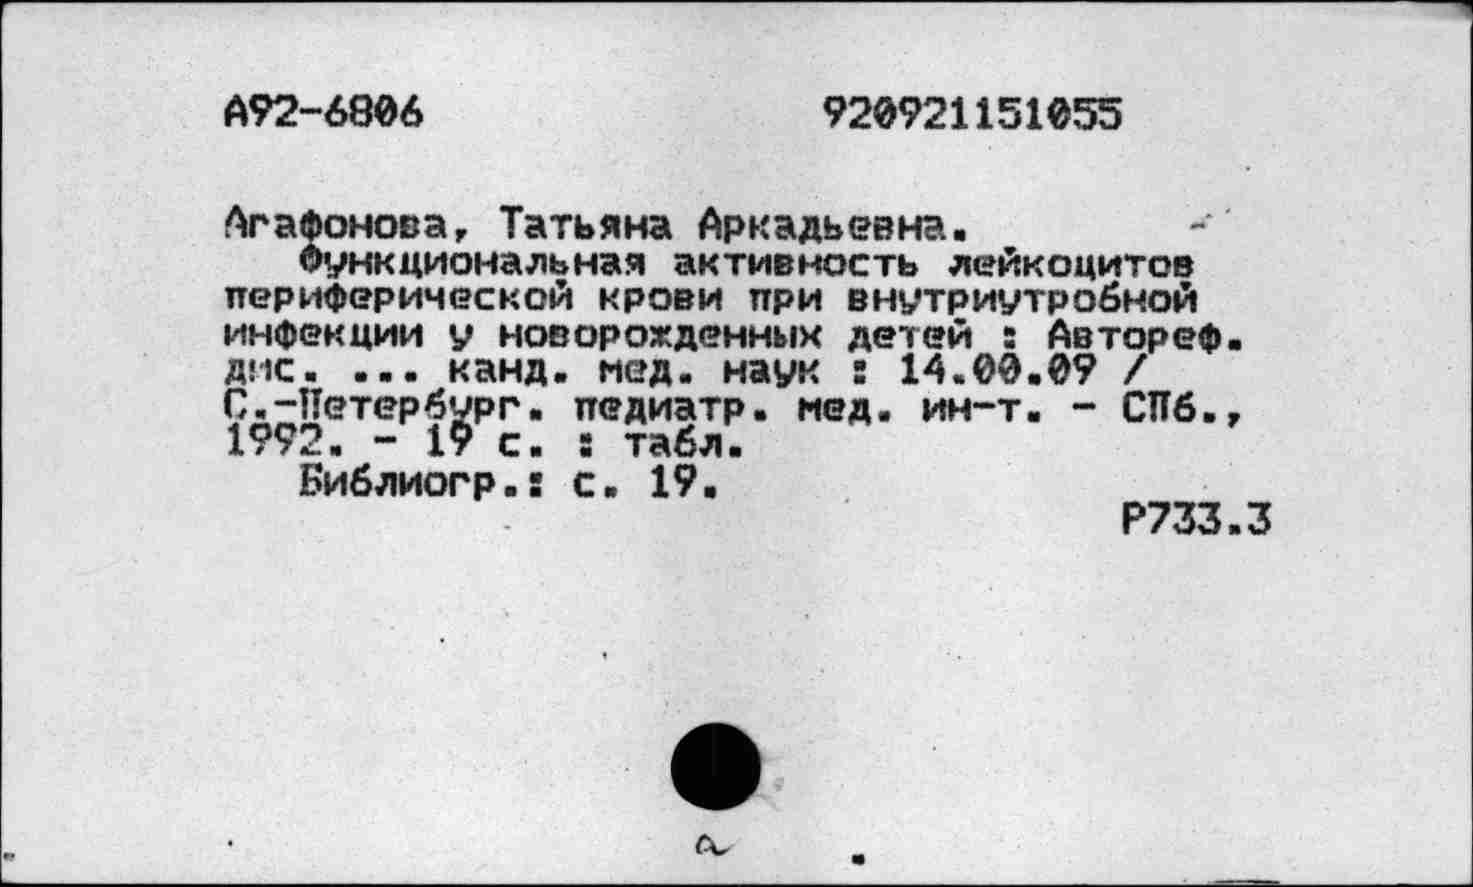 А92-6806 920921151055
Агафонова, Татьяна Аркадьевна.
Функциональная активность лейкоцитов
периферической крови при внутриутробной
инфекции у новорожденных детей : Автореф.
дис. ... канд. мед. наук : 14.00.09 /
С.-Петербург. педиатр. мед. ин-т. - СПб.,
1992. - 19 с. : табл.
Библиогр.: с. 19.
Р733.3